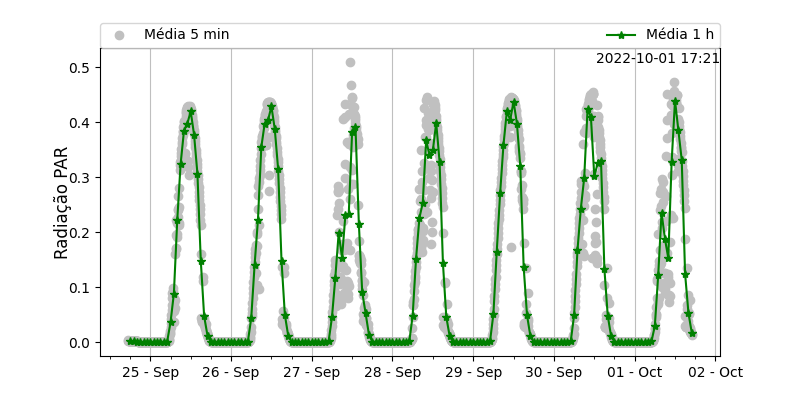 Média 5 min
Média 1 h
2022-10-01 17:21
Radiação PAR
0.5
0.4
0.3
0.2
0.1
0.0
25 - Sep
26 - Sep
27 - Sep
28 - Sep
29 - Sep
30 - Sep
01 - Oct
02 - Oct